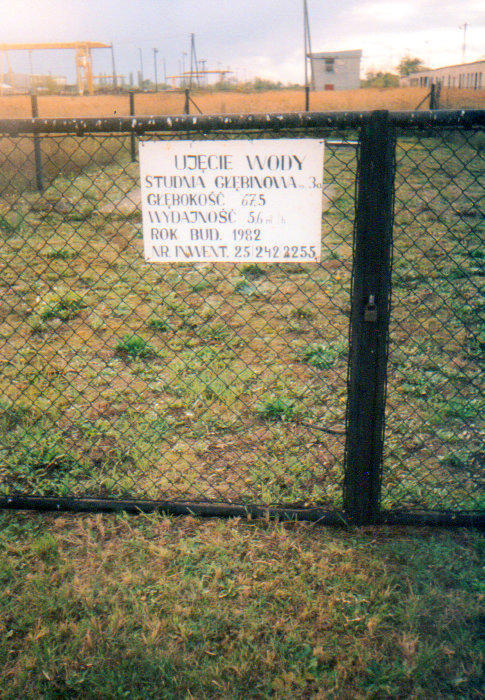 UJĘCIE WODY
STUDNIA GŁĘBINOWA NR 3a
GŁĘBOKOŚĆ 67,5
WYDAJNOŚĆ 56 m³/h
ROK BUD. 1982
NR INWENT. 25/242 2255